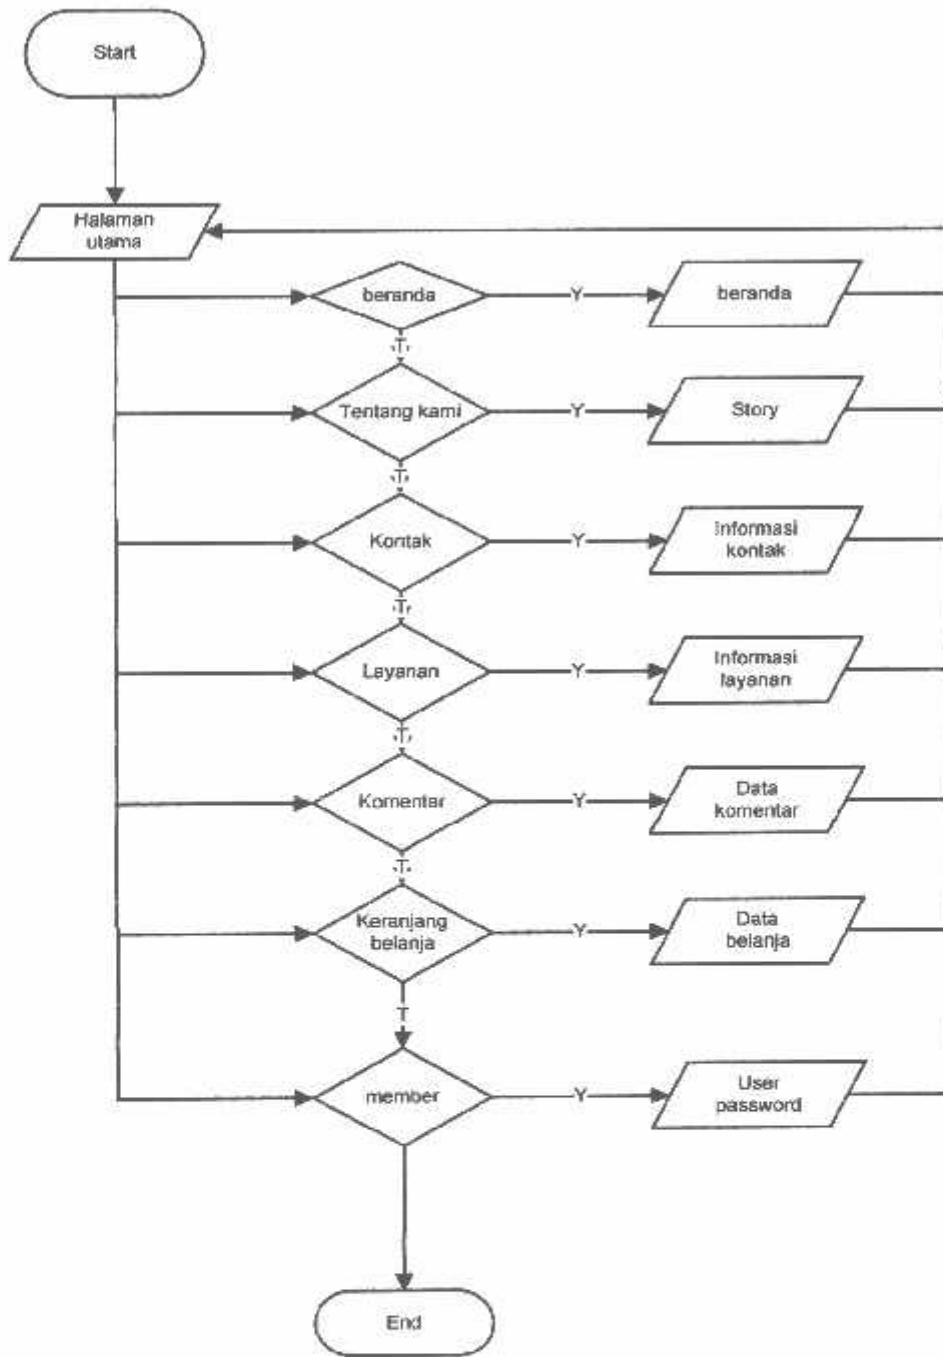 Start
Halaman
utama
beranda
Y
beranda
T
Tentang kami
Y
Story
T
Kontak
Y
Informasi
kontak
T
Layanan
Y
Informasi
layanan
T
Komentar
Y
Data
komentar
T
Keranjang
belanja
Y
Data
belanja
T
member
Y
User
password
End